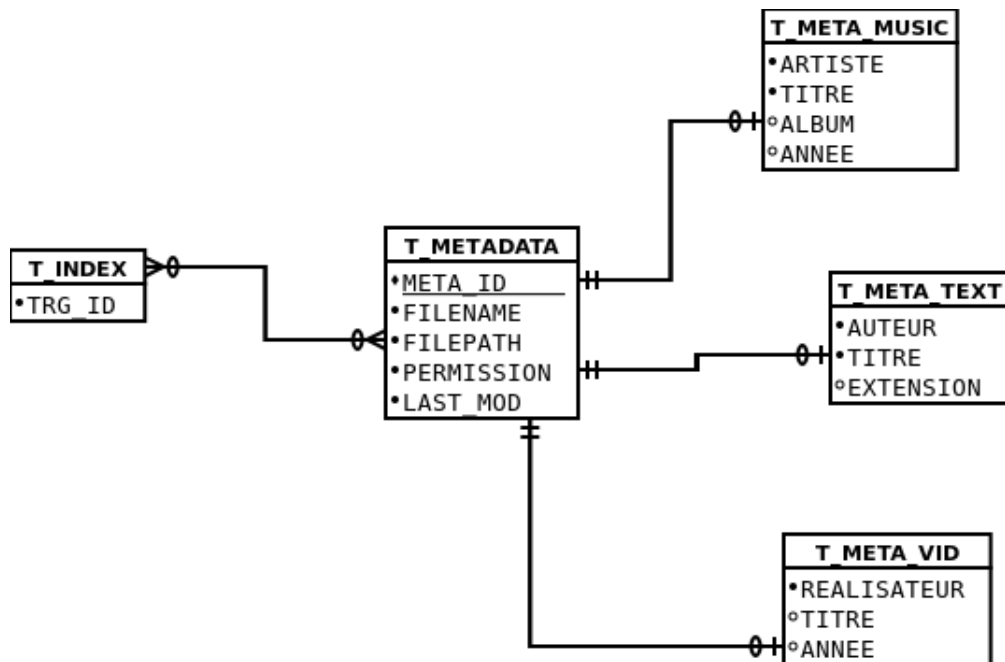 T_META_MUSIC
ARTISTE
TITRE
ALBUM
ANNEE
T_INDEX
TRG_ID
T_METADATA
META_ID
FILENAME
FILEPATH
PERMISSION
LAST_MOD
T_META_TEXT
AUTEUR
TITRE
EXTENSION
T_META_VID
REALISATEUR
TITRE
ANNEE